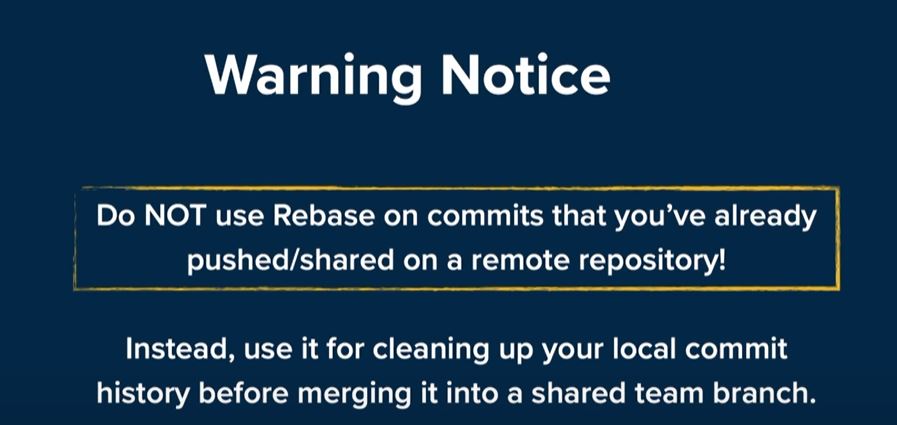 Warning Notice
Do NOT use Rebase on commits that you’ve already
pushed/shared on a remote repository!
Instead, use it for cleaning up your local commit
history before merging it into a shared team branch.